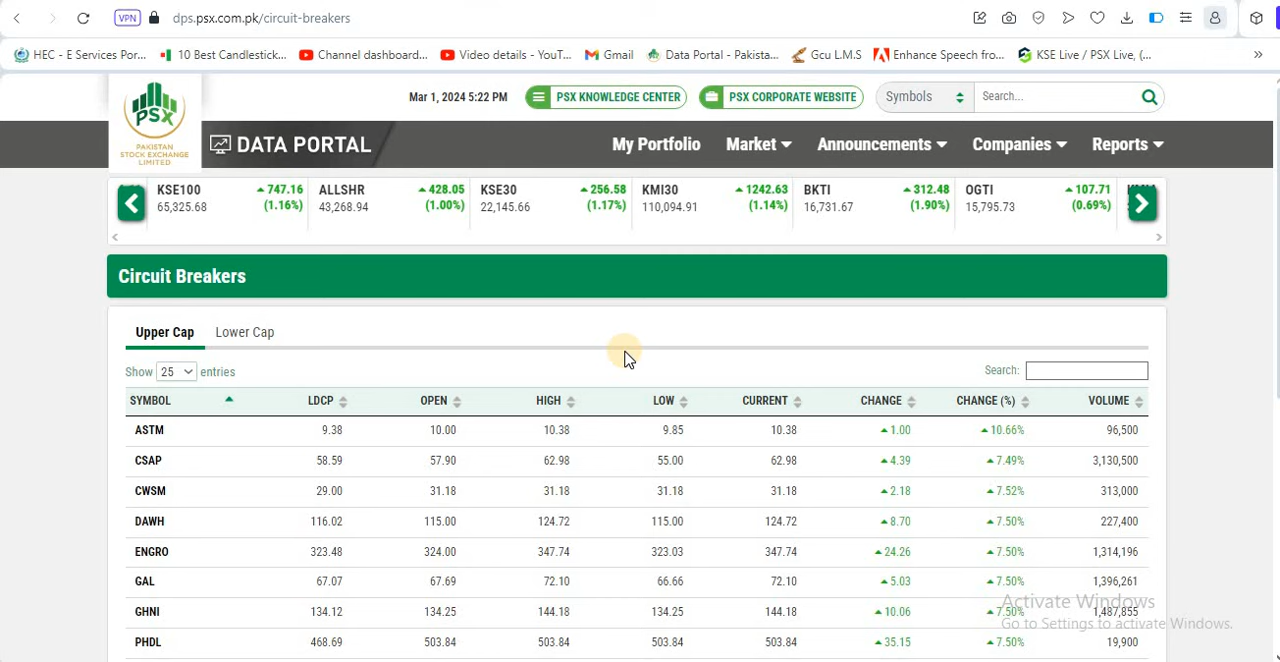 VPN dps.psx.com.pk/circuit-breakers
HEC - E Services Por... 10 Best Candlestick... Channel dashboard... Video details - YouT... Gmail Data Portal - Pakista... Gcu L.M.S Enhance Speech fro... KSE Live / PSX Live, (... »
PSX
PAKISTAN
STOCK EXCHANGE
LIMITED
Mar 1, 2024 5:22 PM PSX KNOWLEDGE CENTER PSX CORPORATE WEBSITE Symbols Search...
DATA PORTAL My Portfolio Market Announcements Companies Reports
KSE100 747.16 ALLSHR 428.05 KSE30 256.58 KMI30 1242.63 BKTI 312.48 OGTI 107.71
65,325.68 (1.16%) 43,268.94 (1.00%) 22,145.66 (1.17%) 110,094.91 (1.14%) 16,731.67 (1.90%) 15,795.73 (0.69%)
Circuit Breakers
Upper Cap Lower Cap
Show 25 entries Search:
SYMBOL LDCP OPEN HIGH LOW CURRENT CHANGE CHANGE (%) VOLUME
ASTM 9.38 10.00 10.38 9.85 10.38 1.00 10.66% 96,500
CSAP 58.59 57.90 62.98 55.00 62.98 4.39 7.49% 3,130,500
CWSM 29.00 31.18 31.18 31.18 31.18 2.18 7.52% 313,000
DAWH 116.02 115.00 124.72 115.00 124.72 8.70 7.50% 227,400
ENGRO 323.48 324.00 347.74 323.03 347.74 24.26 7.50% 1,314,196
GAL 67.07 67.69 72.10 66.66 72.10 5.03 7.50% 1,396,261
GHNI 134.12 134.25 144.18 134.25 144.18 10.06 7.50% 1,487,855
PHDL 468.69 503.84 503.84 503.84 503.84 35.15 7.50% 19,900
Activate Windows
Go to Settings to activate Windows.